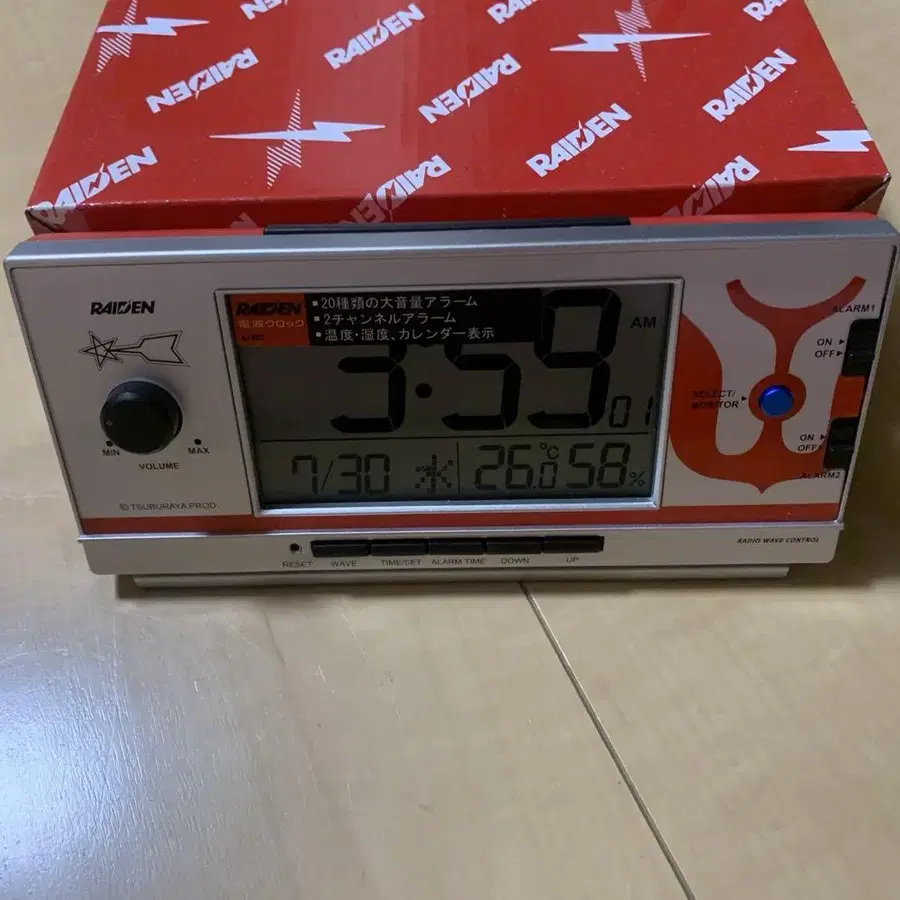 RAIDEN
RAIDEN
RAIDEN
RAIDEN
RAIDEN
RAIDEN
RAIDEN
RAIDEN
RAIDEN
RAIDEN
RAIDEN
電波クロック
■20種類の大音量アラーム
■2チャンネルアラーム
■温度・湿度、カレンダー表示
AM
3:59 01
7/30 水 26.0℃ 58%
MIN
MAX
VOLUME
© TSUBURAYA PROD
ALARM1
ON
OFF
SELECT/
MONITOR
ON
OFF
ALARM2
RADIO WAVE CONTROL
RESET WAVE TIME/SET ALARM TIME DOWN UP